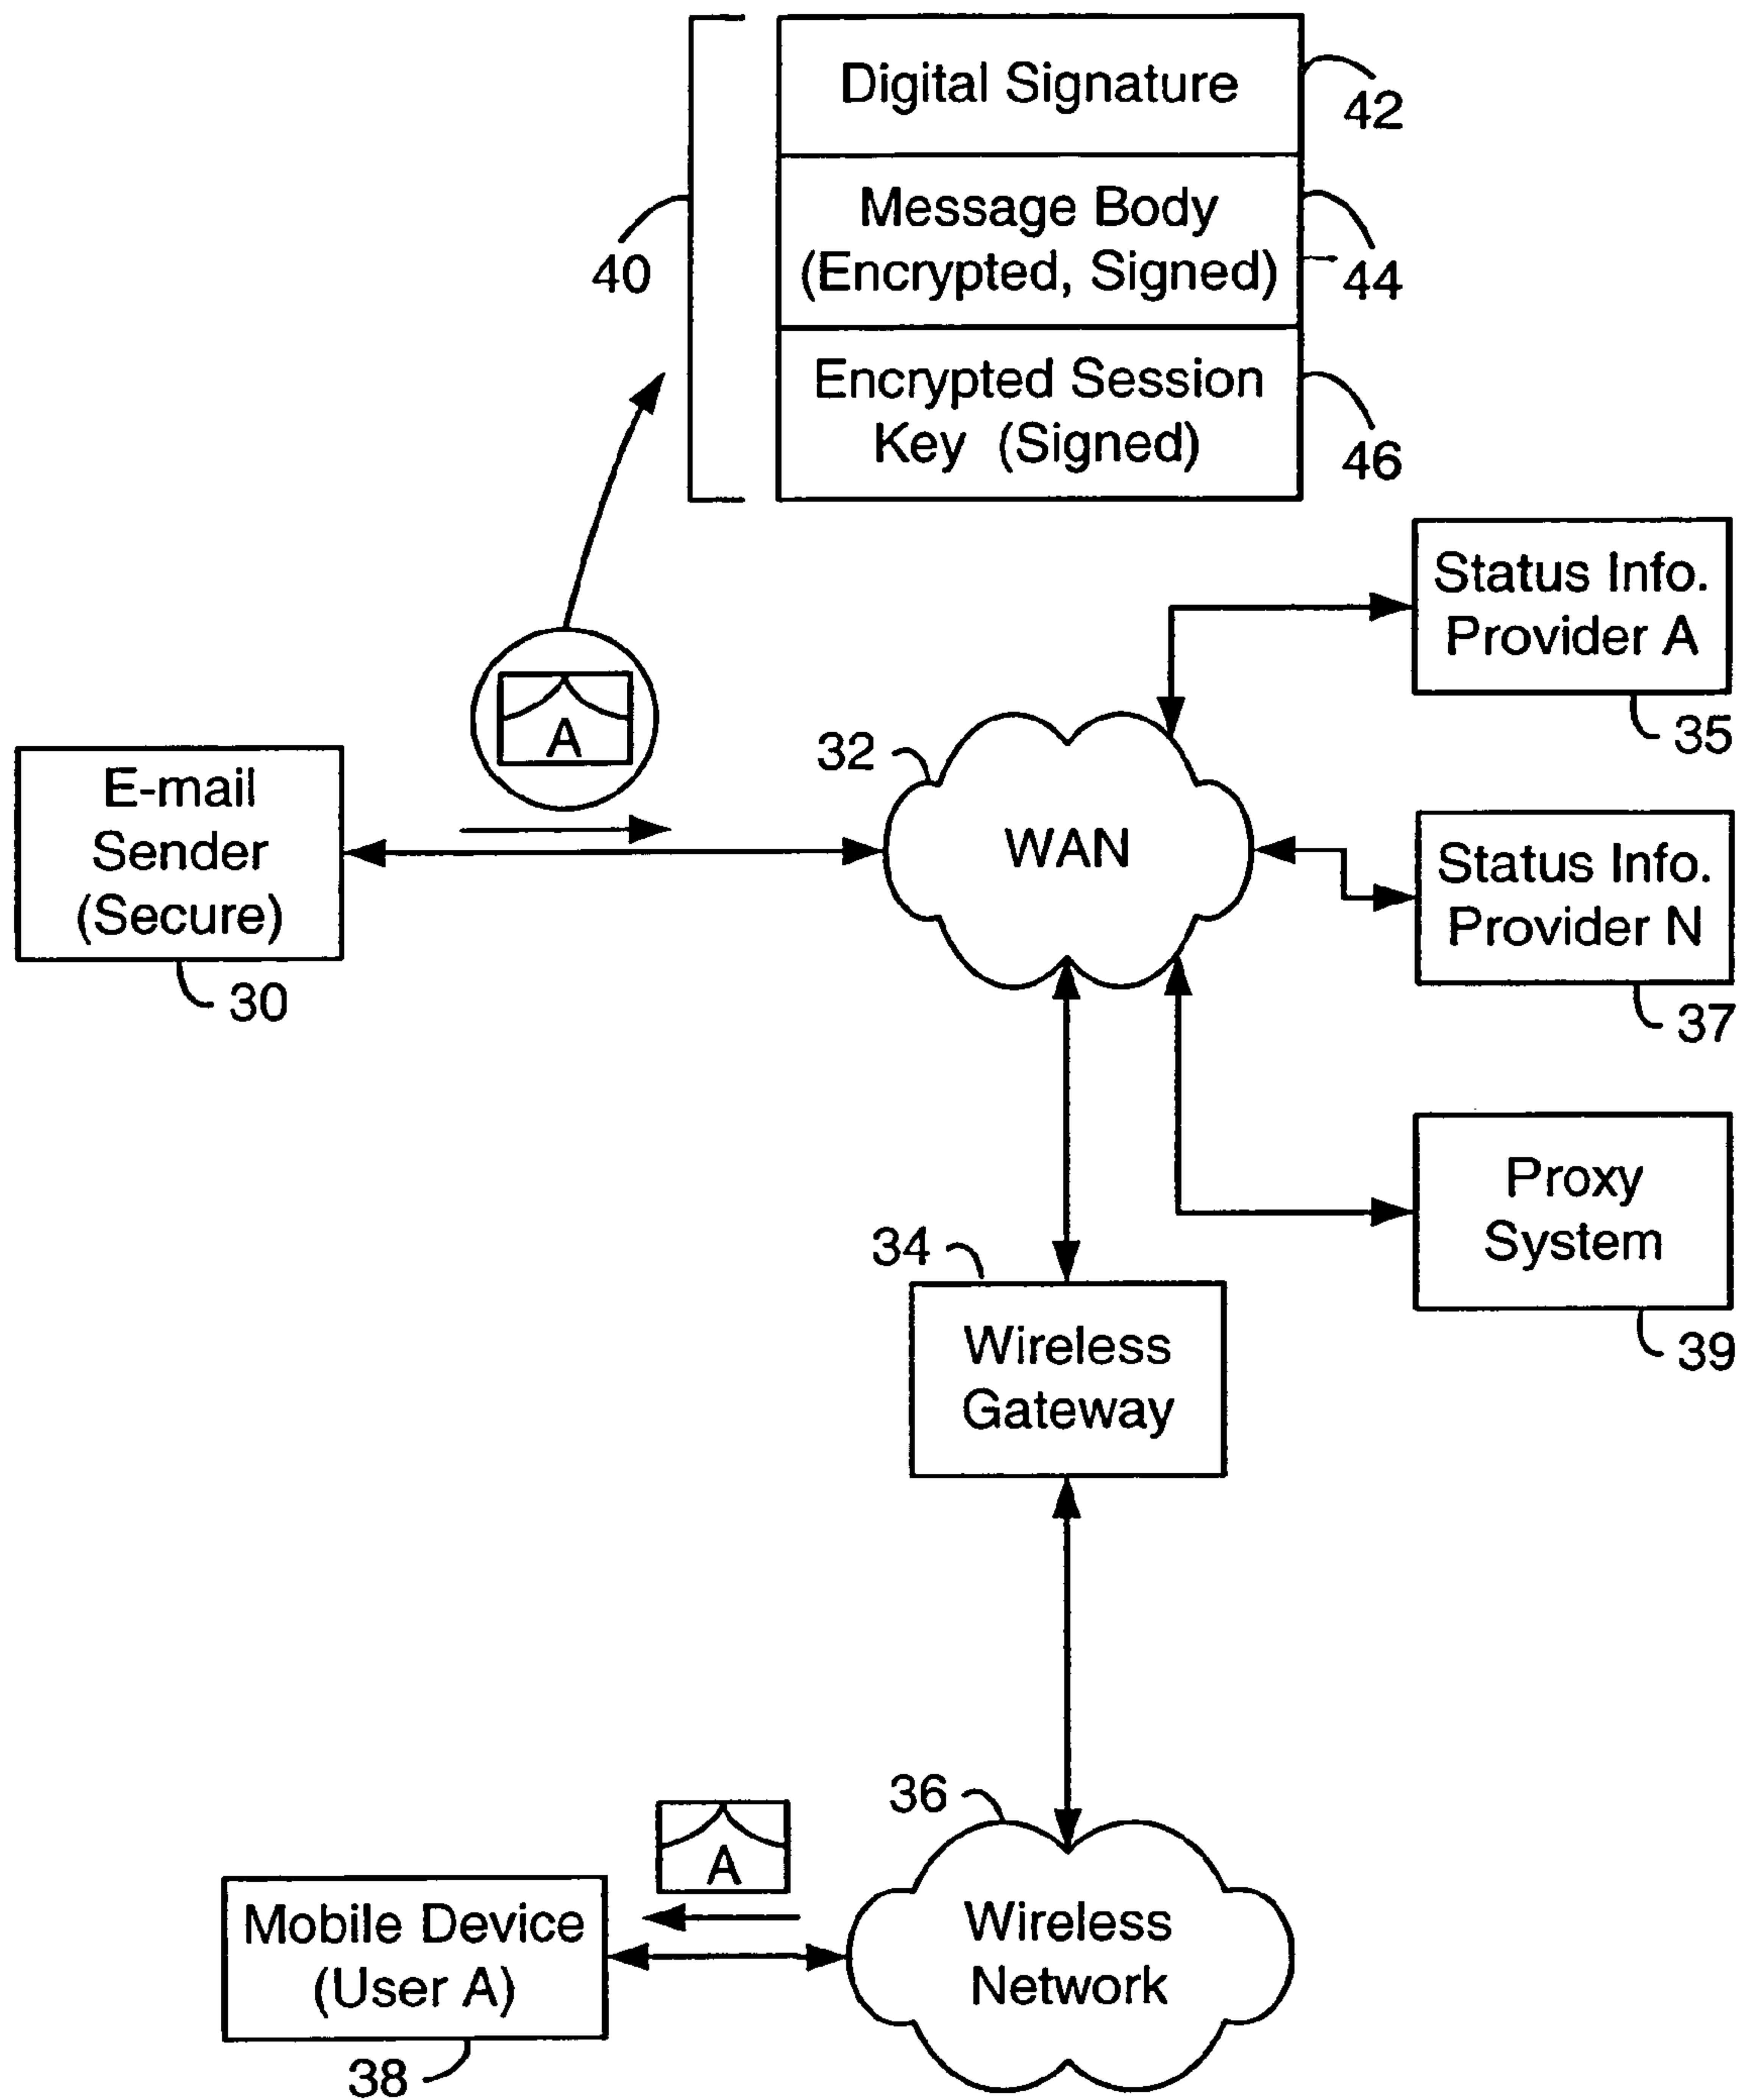 Digital Signature
42
Message Body
(Encrypted, Signed)
44
40
Encrypted Session
Key (Signed)
46
Status Info.
Provider A
35
A
32
E-mail
Sender
(Secure)
30
WAN
Status Info.
Provider N
37
Proxy
System
39
34
Wireless
Gateway
36
A
Mobile Device
(User A)
38
Wireless
Network